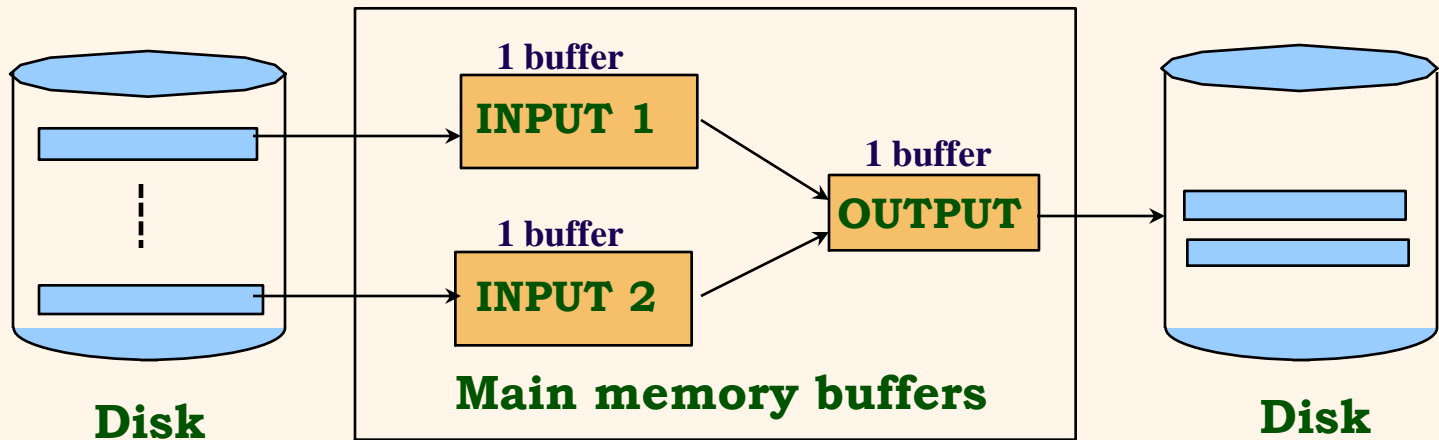 1 buffer
INPUT 1
1 buffer
OUTPUT
1 buffer
INPUT 2
Main memory buffers
Disk
Disk